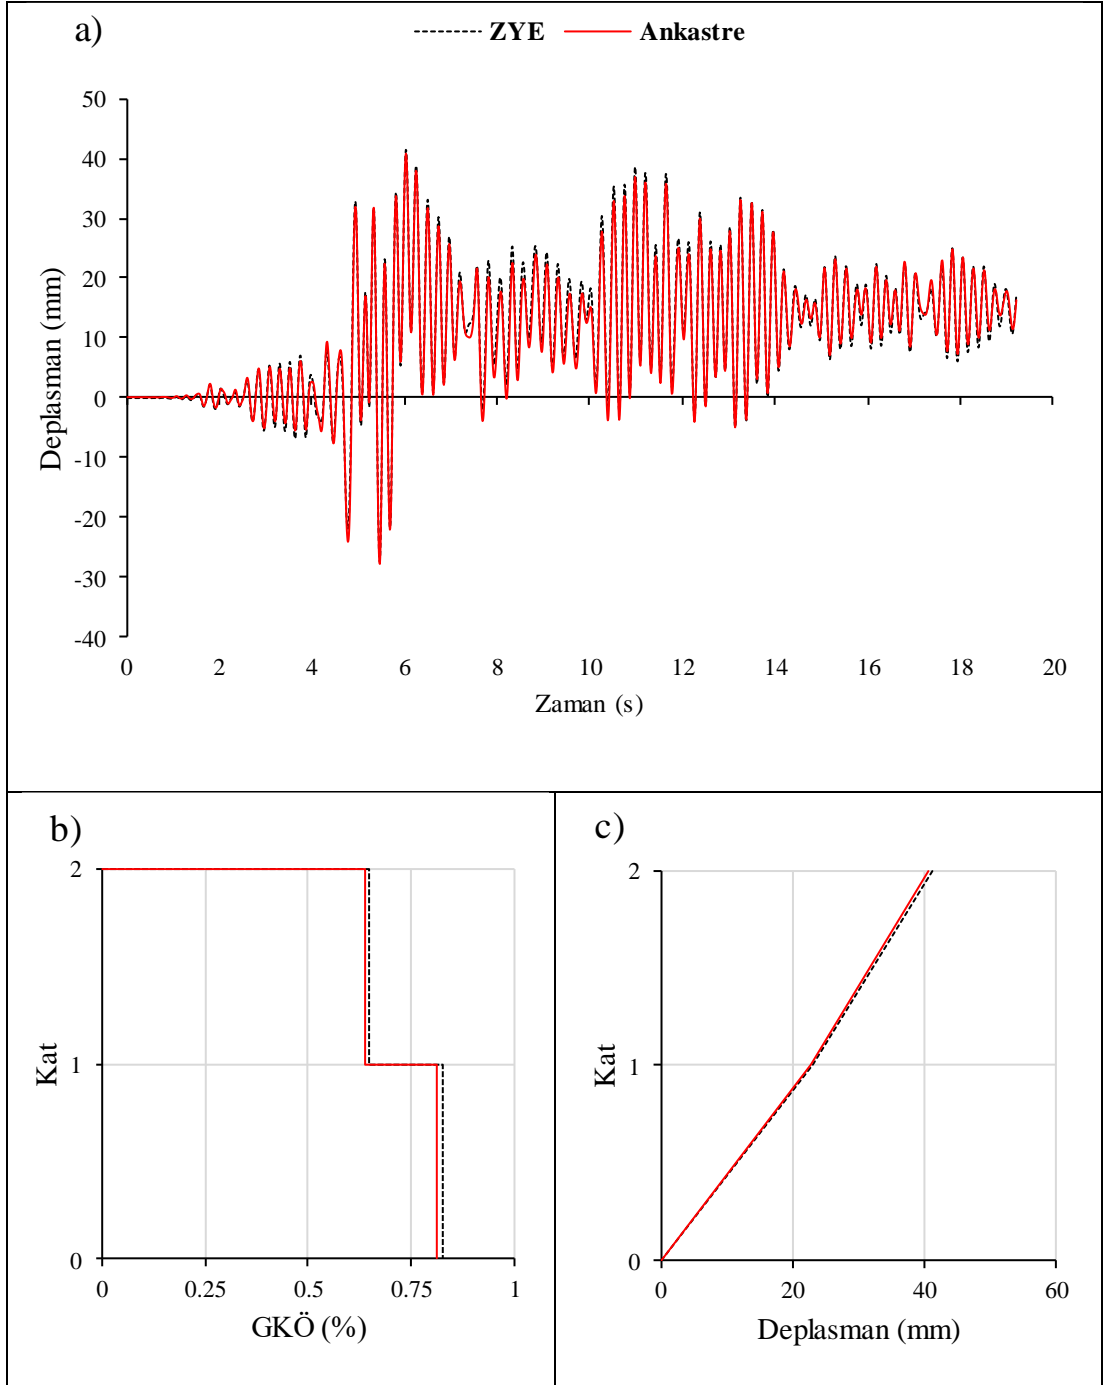 a)
ZYE Ankastre
50
40
30
20
10
0
-10
-20
-30
-40
Deplasman (mm)
0 2 4 6 8 10 12 14 16 18 20
Zaman (s)
b)
2
1
0
Kat
0 0.25 0.5 0.75 1
GKÖ (%)
c)
2
1
0
Kat
0 20 40 60
Deplasman (mm)